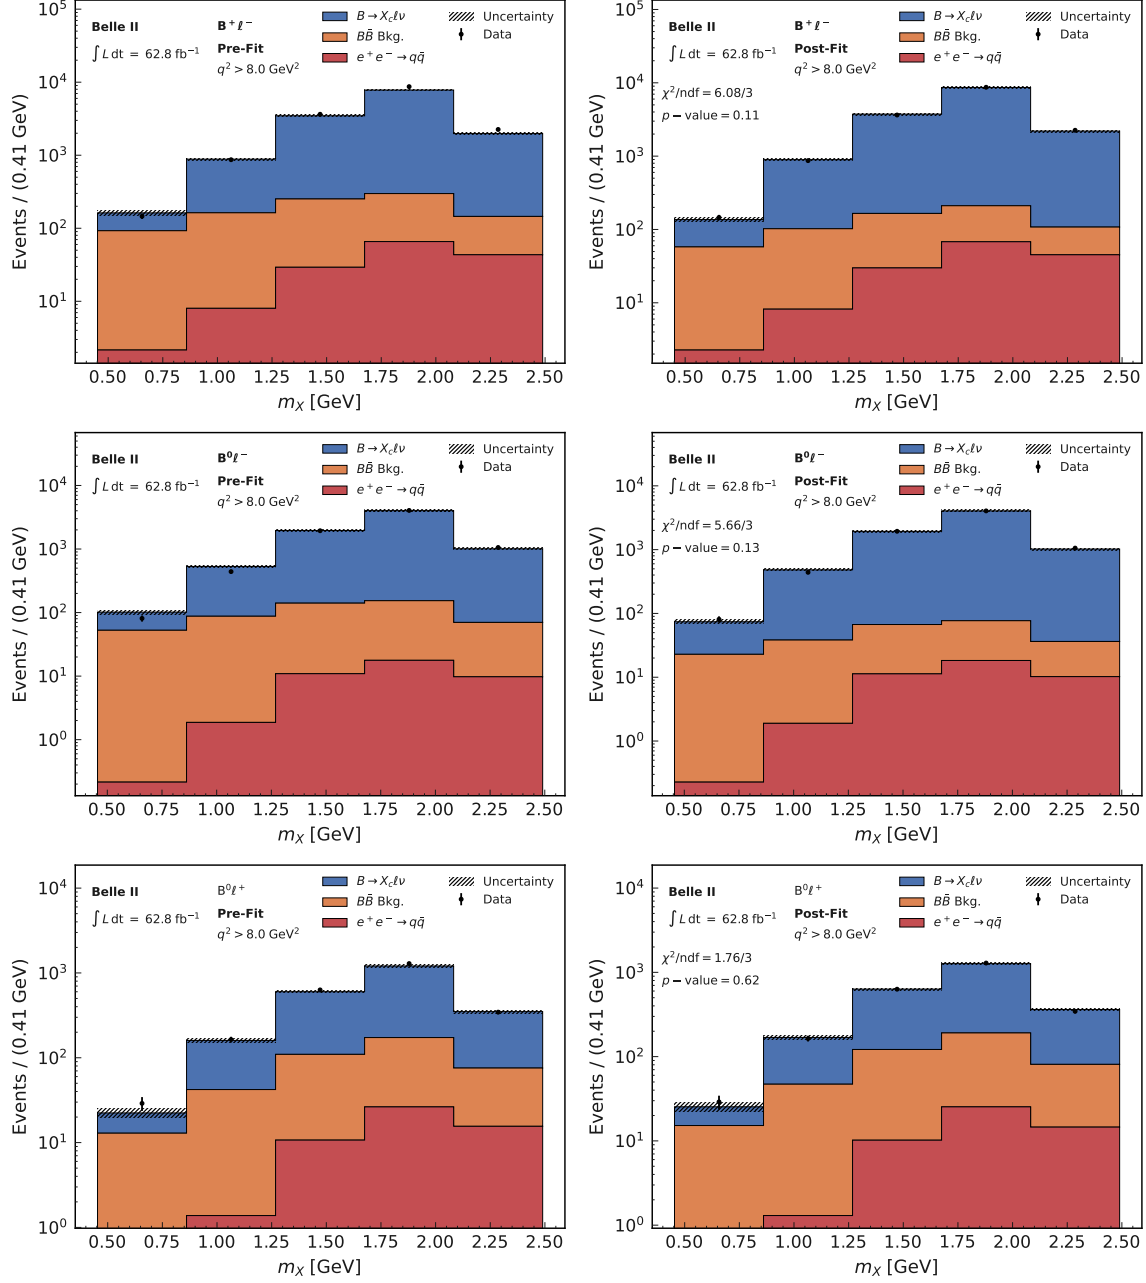 Belle II
∫ L dt = 62.8 fb⁻¹
B⁺ℓ⁻
Pre-Fit
q² > 8.0 GeV²
B → X_cℓν
BB̄ Bkg.
e⁺e⁻ → qq̄
Uncertainty
Data
Events / (0.41 GeV)
10⁵
10⁴
10³
10²
10¹
0.50 0.75 1.00 1.25 1.50 1.75 2.00 2.25 2.50
m_X [GeV]
Belle II
∫ L dt = 62.8 fb⁻¹
B⁺ℓ⁻
Post-Fit
q² > 8.0 GeV²
χ²/ndf = 6.08/3
p − value = 0.11
B → X_cℓν
BB̄ Bkg.
e⁺e⁻ → qq̄
Uncertainty
Data
Events / (0.41 GeV)
10⁵
10⁴
10³
10²
10¹
0.50 0.75 1.00 1.25 1.50 1.75 2.00 2.25 2.50
m_X [GeV]
Belle II
∫ L dt = 62.8 fb⁻¹
B⁰ℓ⁻
Pre-Fit
q² > 8.0 GeV²
B → X_cℓν
BB̄ Bkg.
e⁺e⁻ → qq̄
Uncertainty
Data
Events / (0.41 GeV)
10⁴
10³
10²
10¹
10⁰
0.50 0.75 1.00 1.25 1.50 1.75 2.00 2.25 2.50
m_X [GeV]
Belle II
∫ L dt = 62.8 fb⁻¹
B⁰ℓ⁻
Post-Fit
q² > 8.0 GeV²
χ²/ndf = 5.66/3
p − value = 0.13
B → X_cℓν
BB̄ Bkg.
e⁺e⁻ → qq̄
Uncertainty
Data
Events / (0.41 GeV)
10⁴
10³
10²
10¹
10⁰
0.50 0.75 1.00 1.25 1.50 1.75 2.00 2.25 2.50
m_X [GeV]
Belle II
∫ L dt = 62.8 fb⁻¹
B⁰ℓ⁺
Pre-Fit
q² > 8.0 GeV²
B → X_cℓν
BB̄ Bkg.
e⁺e⁻ → qq̄
Uncertainty
Data
Events / (0.41 GeV)
10⁴
10³
10²
10¹
10⁰
0.50 0.75 1.00 1.25 1.50 1.75 2.00 2.25 2.50
m_X [GeV]
Belle II
∫ L dt = 62.8 fb⁻¹
B⁰ℓ⁺
Post-Fit
q² > 8.0 GeV²
χ²/ndf = 1.76/3
p − value = 0.62
B → X_cℓν
BB̄ Bkg.
e⁺e⁻ → qq̄
Uncertainty
Data
Events / (0.41 GeV)
10⁴
10³
10²
10¹
10⁰
0.50 0.75 1.00 1.25 1.50 1.75 2.00 2.25 2.50
m_X [GeV]